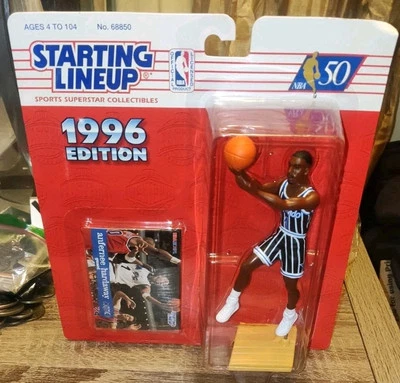 AGES 4 TO 104 No. 68850
STARTING
LINEUP
SPORTS SUPERSTAR COLLECTIBLES
1996
EDITION
NBA
50
anfernee hardaway